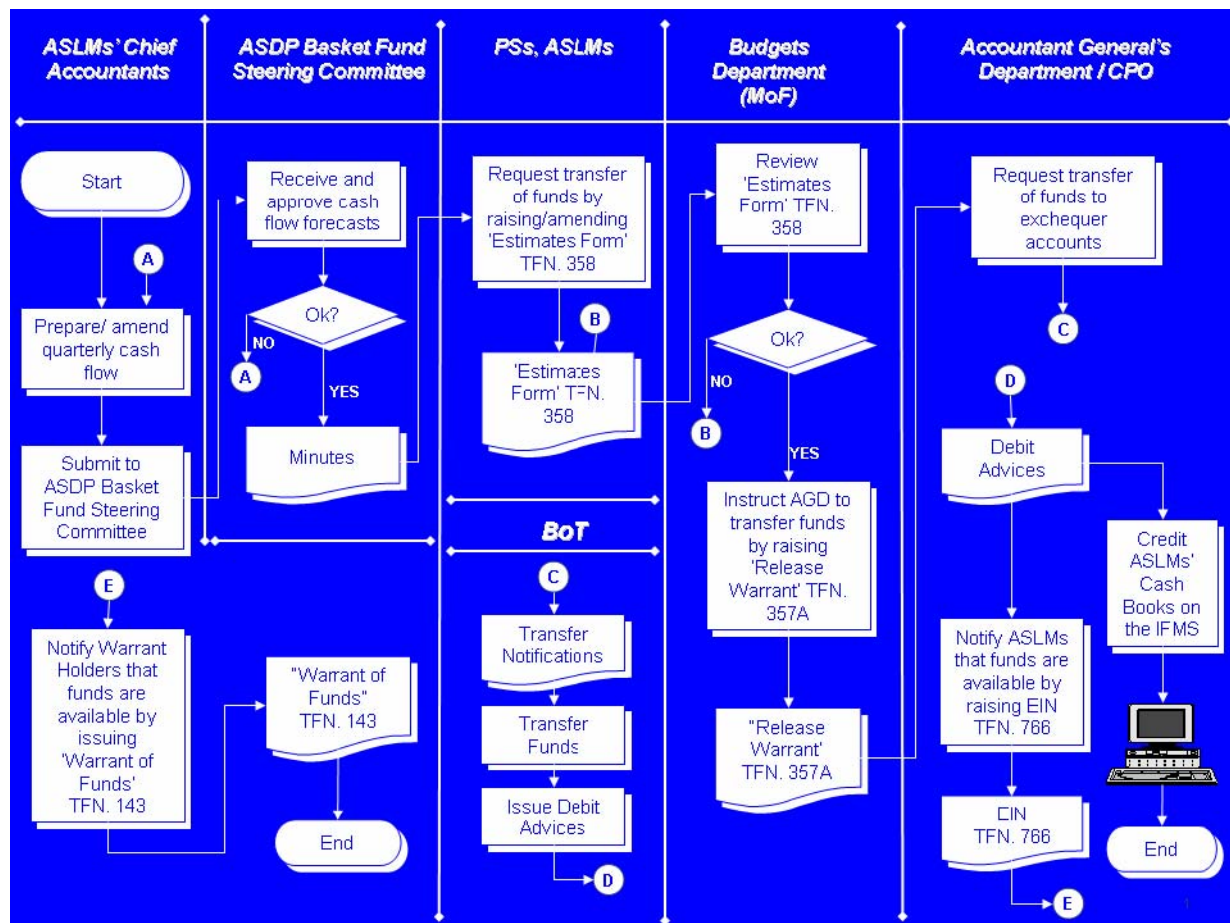 ASLMs' Chief
Accountants
ASDP Basket Fund
Steering Committee
PSs, ASLMs
Budgets
Department
(MoF)
Accountant General's
Department / CPO
Start
A
Prepare/ amend
quarterly cash
flow
Submit to
ASDP Basket
Fund Steering
Committee
E
Notify Warrant
Holders that
funds are
available by
issuing
'Warrant of
Funds'
TFN. 143
Receive and
approve cash
flow forecasts
Ok?
NO
A
YES
Minutes
"Warrant of
Funds"
TFN. 143
End
Request transfer
of funds by
raising/amending
'Estimates Form'
TFN. 358
B
'Estimates
Form' TFN.
358
BoT
C
Transfer
Notifications
Transfer
Funds
Issue Debit
Advices
D
Review
'Estimates
Form' TFN.
358
Ok?
NO
B
YES
Instruct AGD to
transfer funds
by raising
'Release
Warrant' TFN.
357A
"Release
Warrant'
TFN. 357A
Request transfer
of funds to
exchequer
accounts
C
D
Debit
Advices
Credit
ASLMs'
Cash
Books on
the IFMS
Notify ASLMs
that funds are
available by
raising EIN
TFN. 766
EIN
TFN. 766
E
End
1